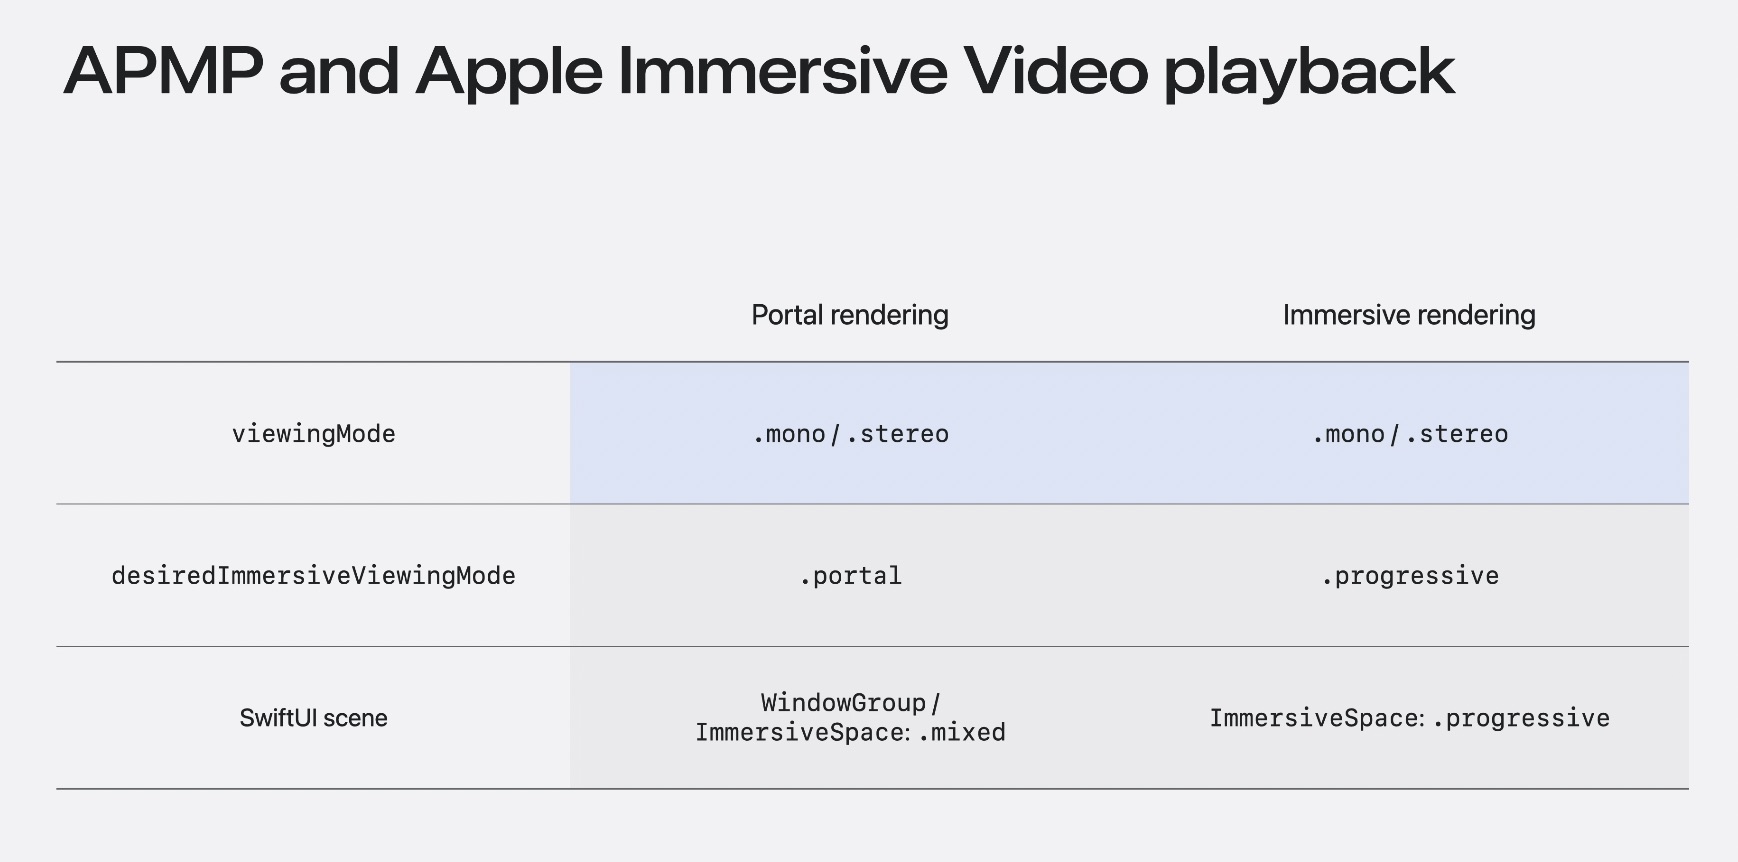 APMP and Apple Immersive Video playback
Portal rendering
Immersive rendering
viewingMode
.mono/.stereo
.mono/.stereo
desiredImmersiveViewingMode
.portal
.progressive
SwiftUI scene
WindowGroup/
ImmersiveSpace: .mixed
ImmersiveSpace: .progressive